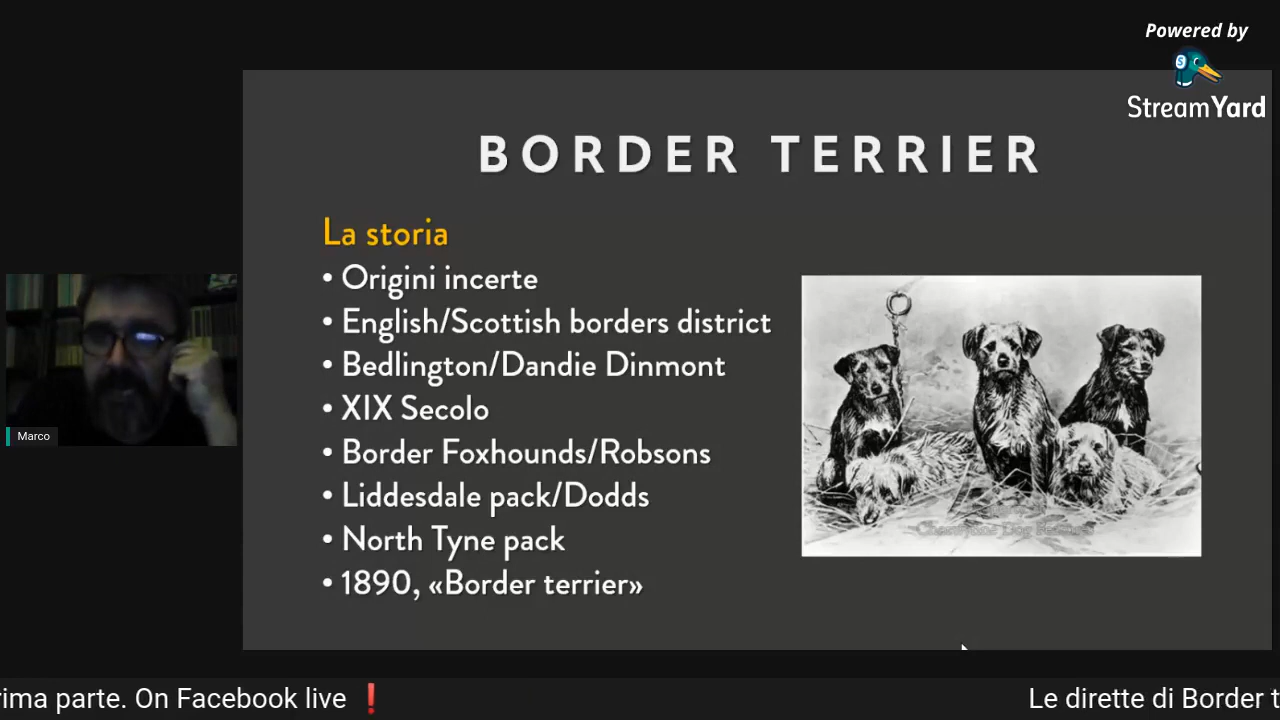 Powered by
StreamYard
BORDER TERRIER
La storia
• Origini incerte
• English/Scottish borders district
• Bedlington/Dandie Dinmont
• XIX Secolo
• Border Foxhounds/Robsons
• Liddesdale pack/Dodds
• North Tyne pack
• 1890, «Border terrier»
Marco
rima parte. On Facebook live ❗ Le dirette di Border t